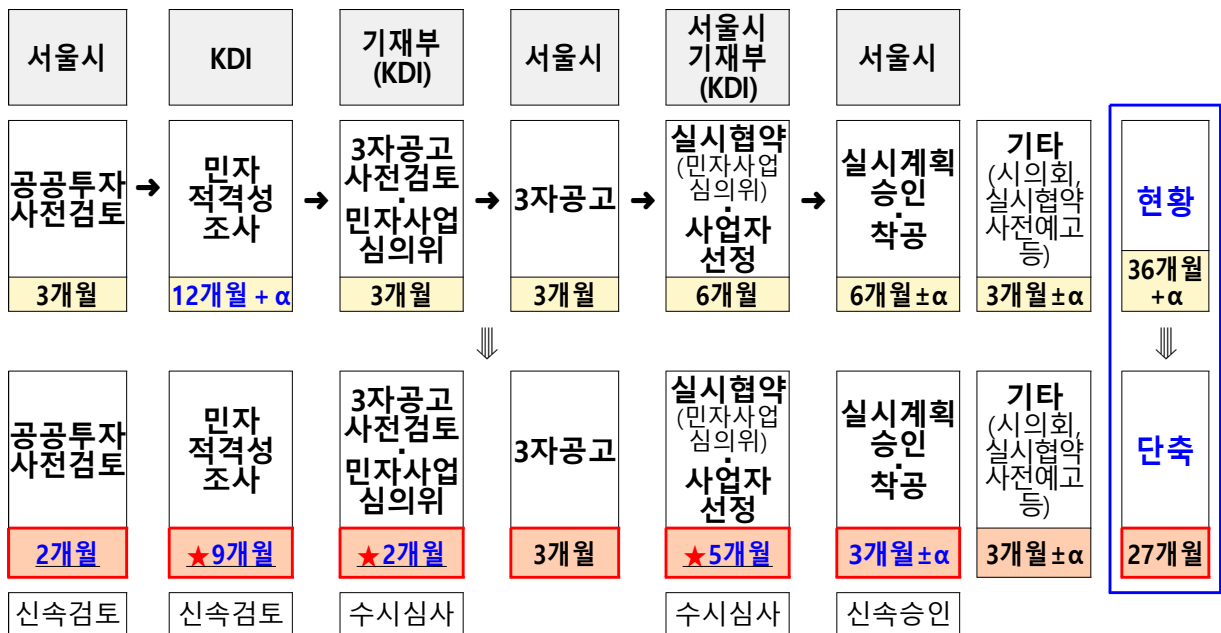 서울시
KDI
기재부
(KDI)
서울시
서울시
기재부
(KDI)
서울시
공공투자
사전검토
3개월
➜
민자
적격성
조사
12개월 + α
➜
3자공고
사전검토
·
민자사업
심의위
3개월
➜
3자공고
3개월
➜
실시협약
(민자사업
심의위)
·
사업자
선정
6개월
➜
실시계획
승인
·
착공
6개월±α
기타
(시의회,
실시협약
사전예고
등)
3개월±α
현황
36개월
+α
⇓
⇓
공공투자
사전검토
2개월
신속검토
민자
적격성
조사
★9개월
신속검토
3자공고
사전검토
·
민자사업
심의위
★2개월
수시심사
3자공고
3개월
실시협약
(민자사업
심의위)
·
사업자
선정
★5개월
수시심사
실시계획
승인
·
착공
3개월±α
신속승인
기타
(시의회,
실시협약
사전예고
등)
3개월±α
단축
27개월